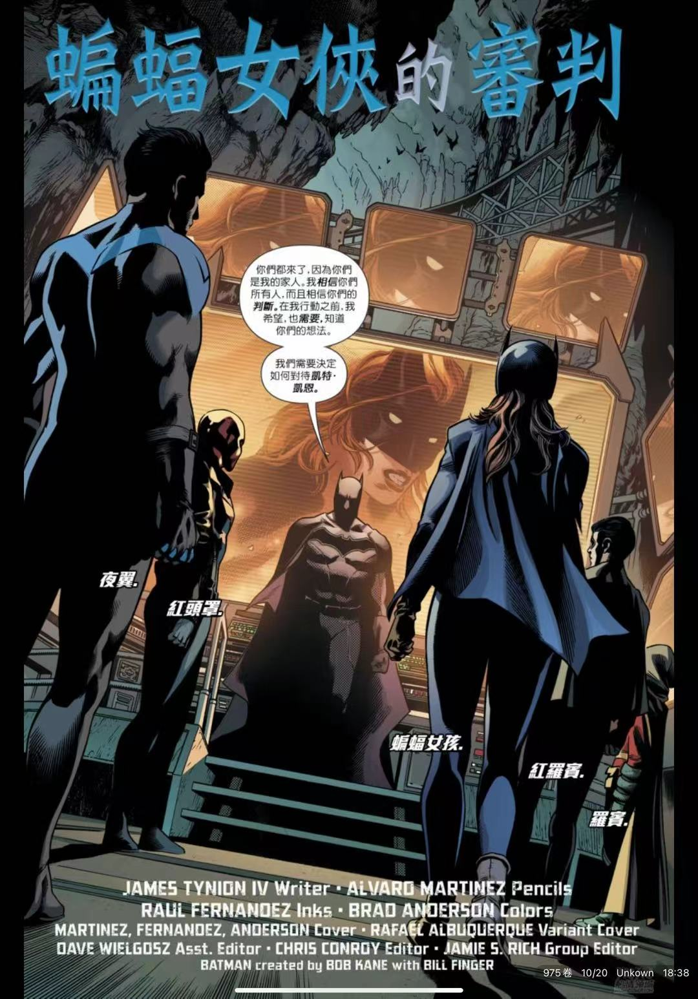 蝙蝠女俠的審判
你們都來了,因為你們
是我的家人。我相信你們
所有人,而且相信你們的
判斷。在我行動之前,我
希望,也需要,知道
你們的想法。
我們需要決定
如何對待凱特·
凱恩。
夜翼.
紅頭罩.
蝙蝠女孩.
紅羅賓.
羅賓.
JAMES TYNION IV Writer · ALVARO MARTINEZ Pencils
RAUL FERNANDEZ Inks · BRAD ANDERSON Colors
MARTINEZ, FERNANDEZ, ANDERSON Cover · RAFAEL ALBUQUERQUE Variant Cover
DAVE WIELGOSZ Asst. Editor · CHRIS CONROY Editor · JAMIE S. RICH Group Editor
BATMAN created by BOB KANE with BILL FINGER
975卷 10/20 Unkown 18:38